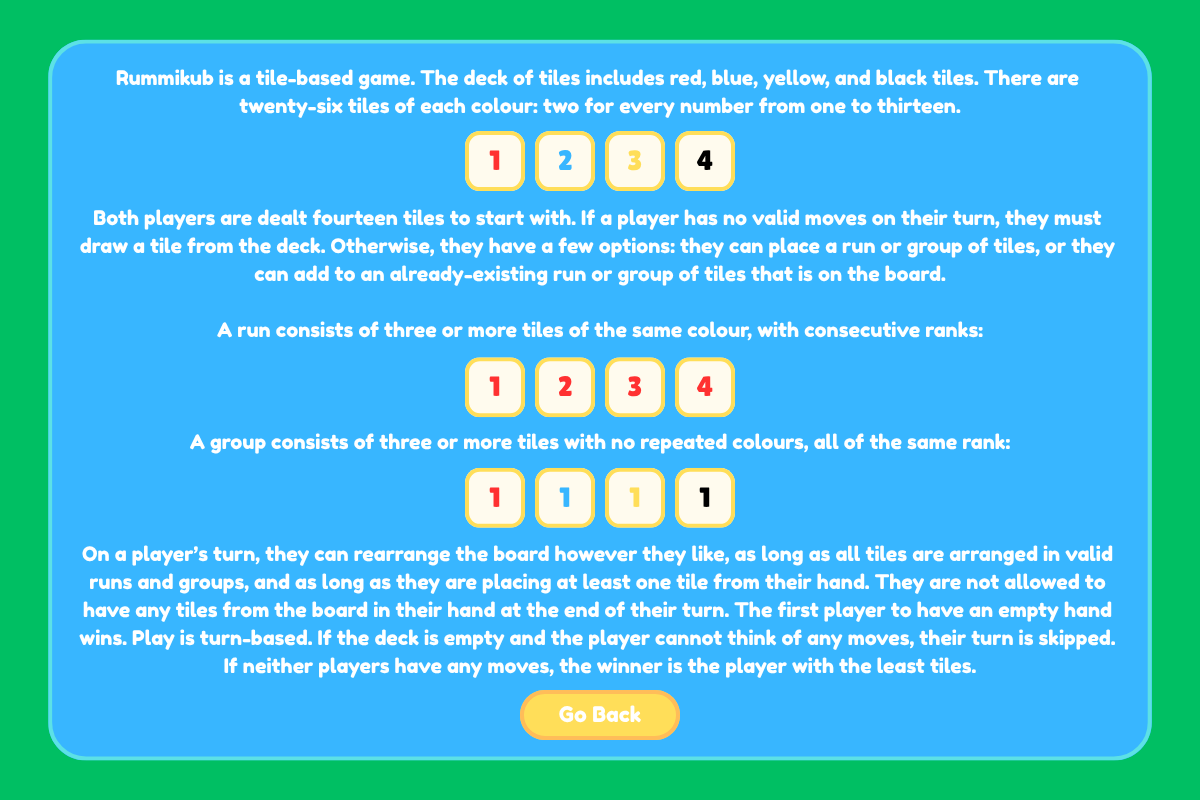 Rummikub is a tile-based game. The deck of tiles includes red, blue, yellow, and black tiles. There are
twenty-six tiles of each colour: two for every number from one to thirteen.
1 2 3 4
Both players are dealt fourteen tiles to start with. If a player has no valid moves on their turn, they must
draw a tile from the deck. Otherwise, they have a few options: they can place a run or group of tiles, or they
can add to an already-existing run or group of tiles that is on the board.
A run consists of three or more tiles of the same colour, with consecutive ranks:
1 2 3 4
A group consists of three or more tiles with no repeated colours, all of the same rank:
1 1 1 1
On a player's turn, they can rearrange the board however they like, as long as all tiles are arranged in valid
runs and groups, and as long as they are placing at least one tile from their hand. They are not allowed to
have any tiles from the board in their hand at the end of their turn. The first player to have an empty hand
wins. Play is turn-based. If the deck is empty and the player cannot think of any moves, their turn is skipped.
If neither players have any moves, the winner is the player with the least tiles.
Go Back